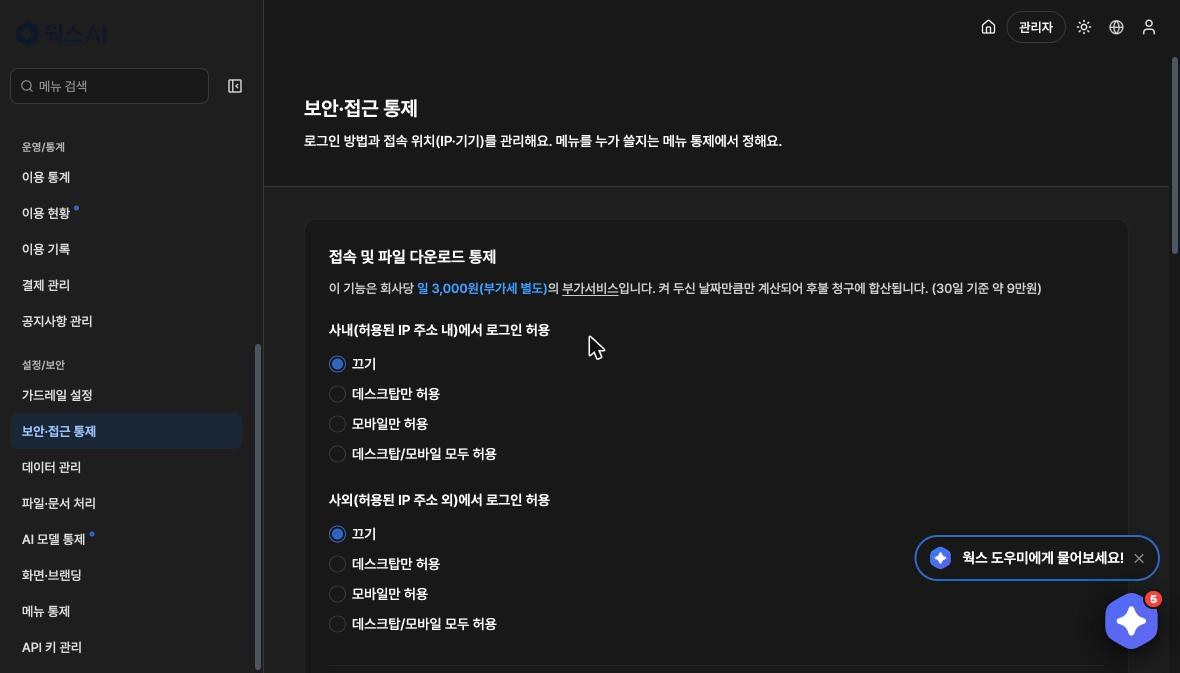 웍스AI
관리자
메뉴 검색
운영/통계
이용 통계
이용 현황
이용 기록
결제 관리
공지사항 관리
설정/보안
가드레일 설정
보안·접근 통제
데이터 관리
파일·문서 처리
AI 모델 통제
화면·브랜딩
메뉴 통제
API 키 관리
보안·접근 통제
로그인 방법과 접속 위치(IP·기기)를 관리해요. 메뉴를 누가 쓸지는 메뉴 통제에서 정해요.
접속 및 파일 다운로드 통제
이 기능은 회사당 일 3,000원(부가세 별도)의 부가서비스입니다. 켜 두신 날짜만큼만 계산되어 후불 청구에 합산됩니다. (30일 기준 약 9만원)
사내(허용된 IP 주소 내)에서 로그인 허용
끄기
데스크탑만 허용
모바일만 허용
데스크탑/모바일 모두 허용
사외(허용된 IP 주소 외)에서 로그인 허용
끄기
데스크탑만 허용
모바일만 허용
데스크탑/모바일 모두 허용
웍스 도우미에게 물어보세요!
5